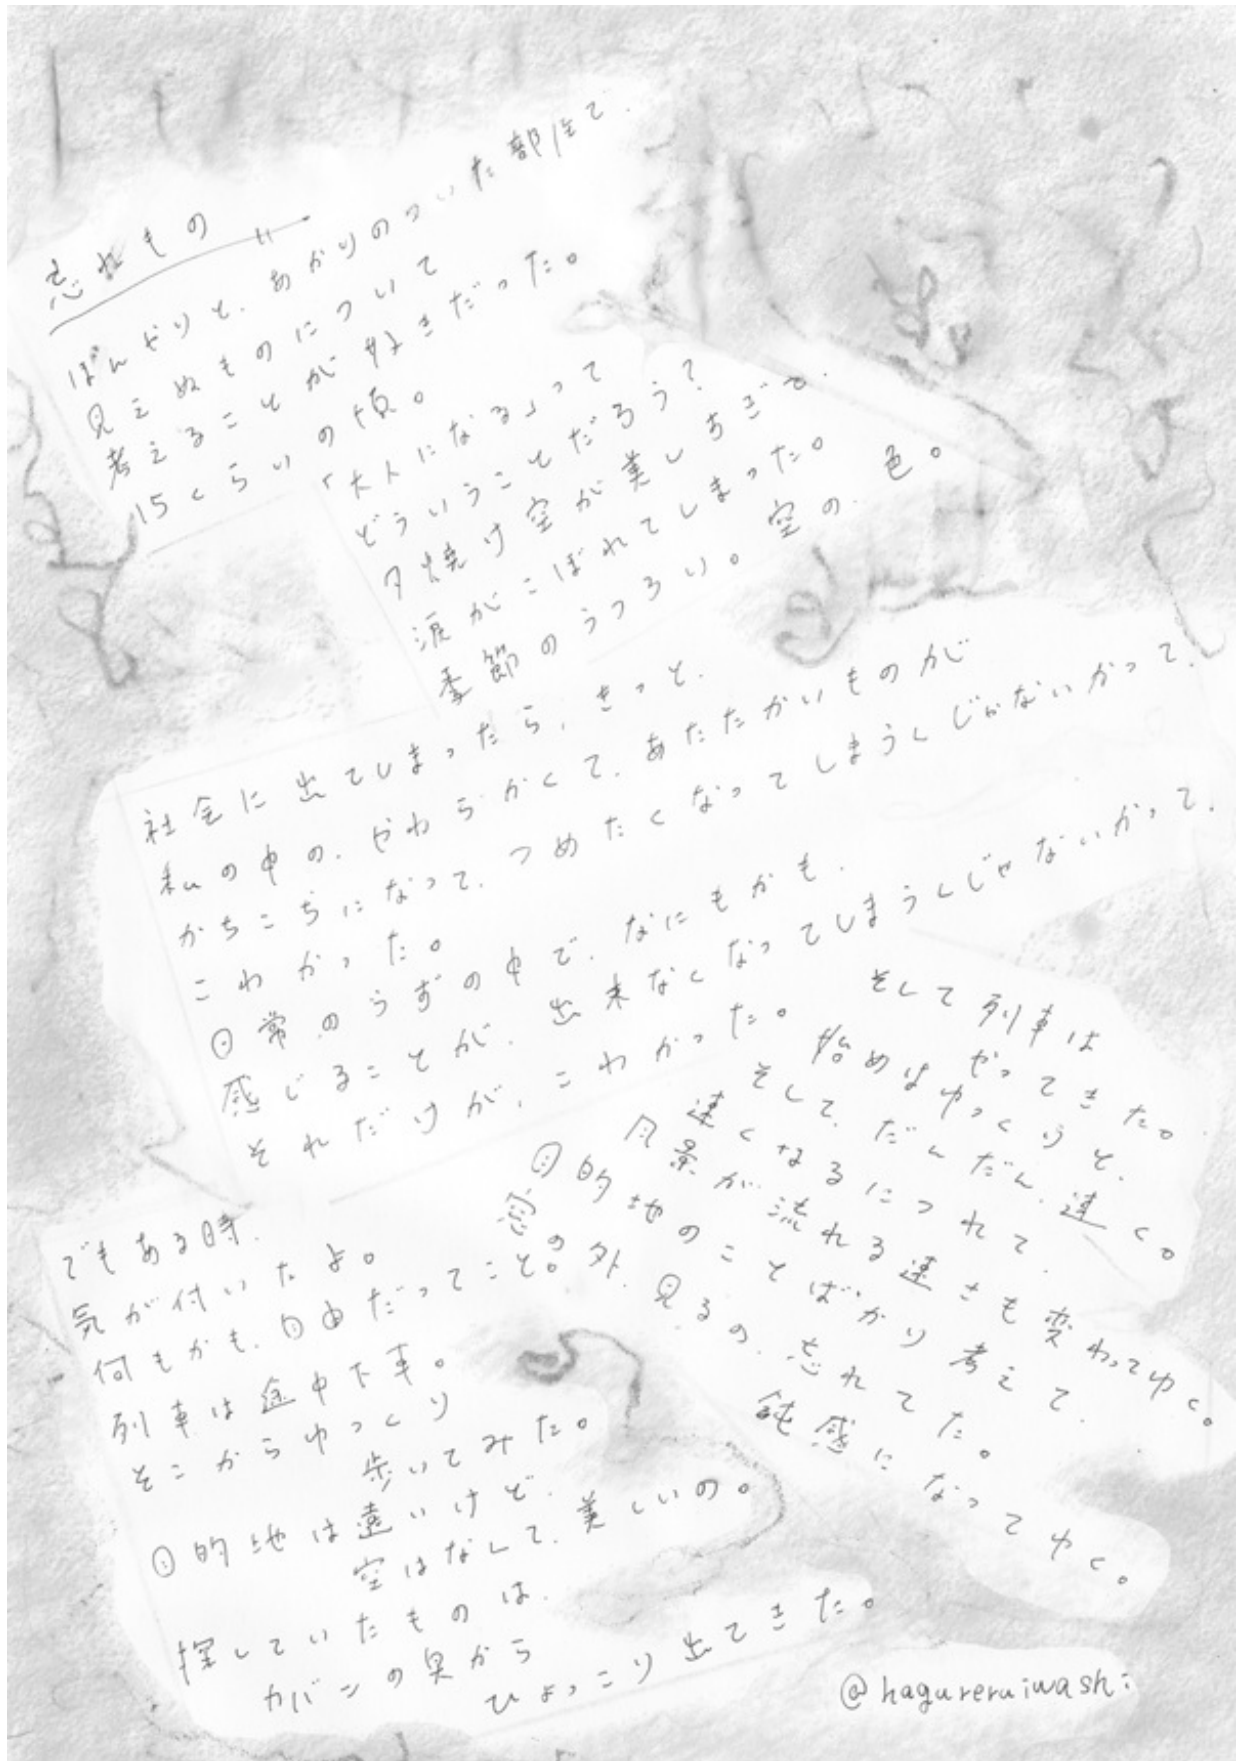 忘れもの
ぼんやりと、あかりのついた部屋で、
見えぬものについて
考えることが好きだった。
15くらいの頃。
「大人になる」って
どういうことだろう？
夕焼け空が美しすぎて、
涙がこぼれてしまった。
季節のうつろい。空の、色。
社会に出てしまったら、きっと、
私の中の、やわらかくて、あたたかいものが
かちこちになって、つめたくなってしまうんじゃないかって、
こわかった。
日常のうずの中で、なにもかも、
感じることが、出来なくなってしまうんじゃないかって、
それだけが、こわかった。
そして列車は
やってきた。
始めはゆっくりと、
そして、だんだん、速く。
速くなるにつれて、
風景が流れる速さも変わってゆく。
目的地のことばかり考えて、
窓の外、見るの、忘れてた。
鈍感になってゆく。
でもある時、
気が付いたよ。
何もかも、自由だってこと。
列車は途中下車。
そこからゆっくり
歩いてみた。
目的地は遠いけど、
空はなして、美しいの。
探していたものは、
カバンの奥から
ひょっこり出てきた。
@hagureruiwashi